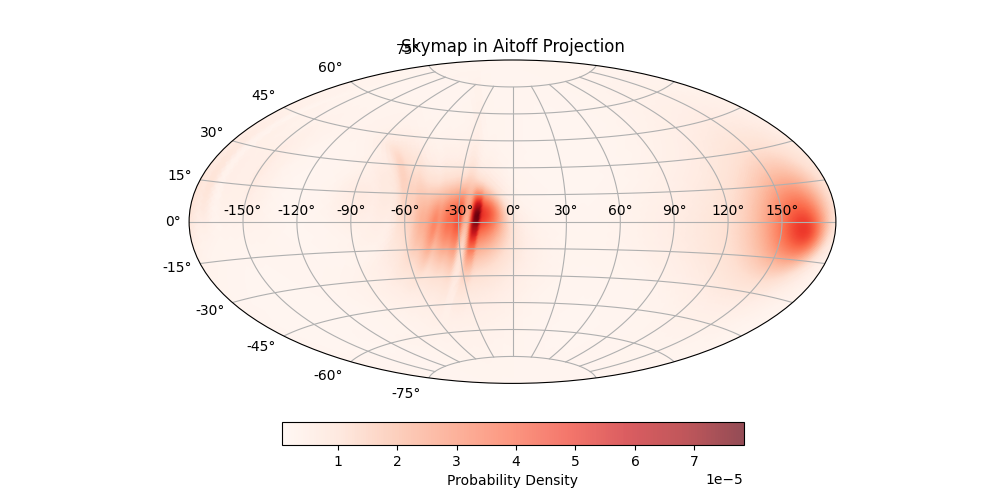 Skymap in Aitoff Projection
75°
60°
45°
30°
15°
-150° -120° -90° -60° -30° 0° 30° 60° 90° 120° 150°
0°
-15°
-30°
-45°
-60°
-75°
1 2 3 4 5 6 7
1e−5
Probability Density